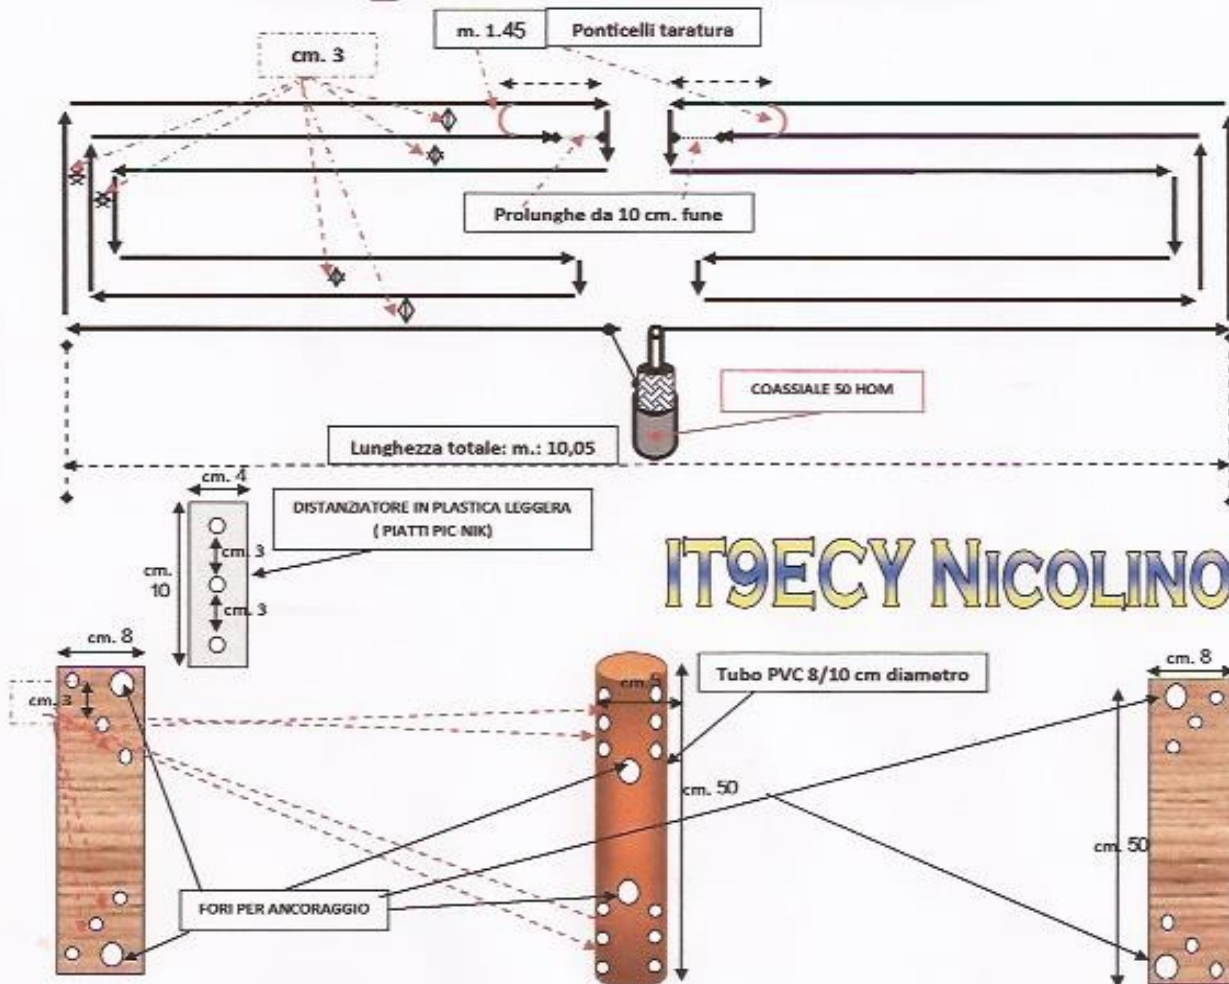 m. 1.45
Ponticelli taratura
cm. 3
Prolunghe da 10 cm. fune
COASSIALE 50 HOM
Lunghezza totale: m.: 10,05
cm. 4
DISTANZIATORE IN PLASTICA LEGGERA
( PIATTI PIC-NIK)
cm. 3
cm.
10
cm. 3
IT9ECY NICOLINO
cm. 8
cm. 8
Tubo PVC 8/10 cm diametro
cm. 3
cm. 50
cm. 50
FORI PER ANCORAGGIO